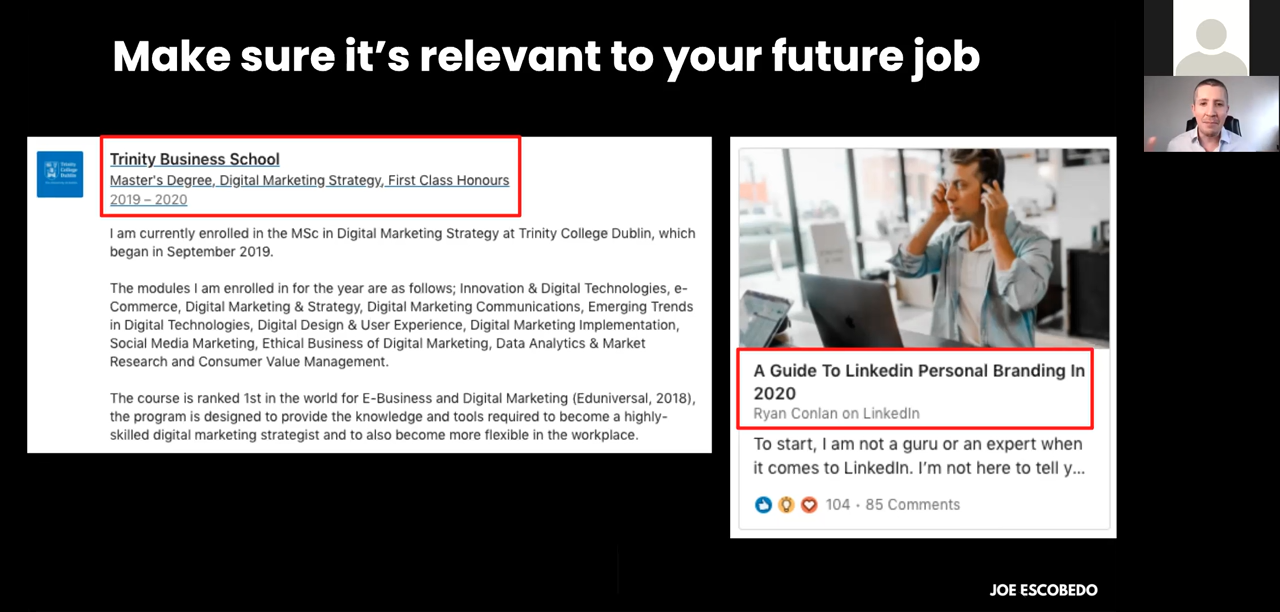 Make sure it's relevant to your future job
Trinity
College
Dublin
Trinity Business School
Master's Degree, Digital Marketing Strategy, First Class Honours
2019 – 2020
I am currently enrolled in the MSc in Digital Marketing Strategy at Trinity College Dublin, which
began in September 2019.
The modules I am enrolled in for the year are as follows; Innovation & Digital Technologies, e-
Commerce, Digital Marketing & Strategy, Digital Marketing Communications, Emerging Trends
in Digital Technologies, Digital Design & User Experience, Digital Marketing Implementation,
Social Media Marketing, Ethical Business of Digital Marketing, Data Analytics & Market
Research and Consumer Value Management.
The course is ranked 1st in the world for E-Business and Digital Marketing (Eduniversal, 2018),
the program is designed to provide the knowledge and tools required to become a highly-
skilled digital marketing strategist and to also become more flexible in the workplace.
A Guide To Linkedin Personal Branding In
2020
Ryan Conlan on LinkedIn
To start, I am not a guru or an expert when
it comes to LinkedIn. I'm not here to tell y...
104 · 85 Comments
JOE ESCOBEDO